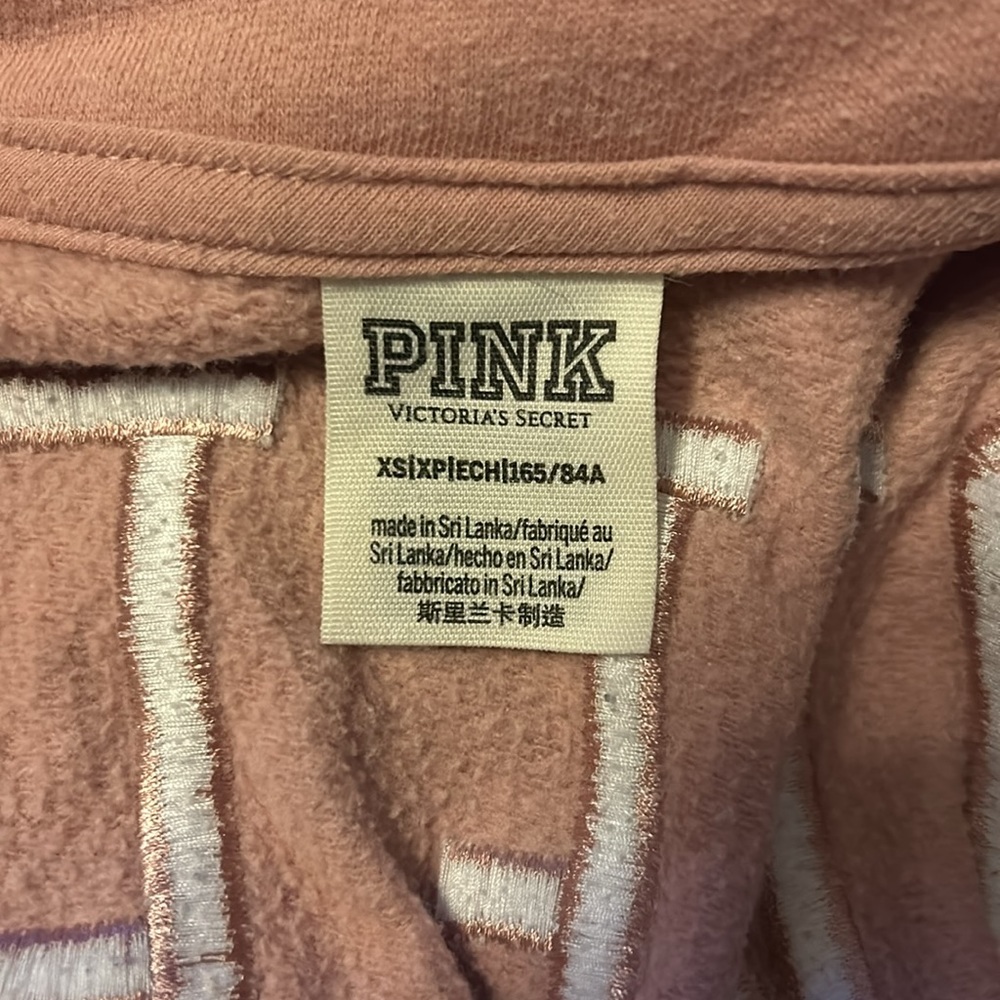 PINK
VICTORIA'S SECRET
XS|XP|ECH|165/84A
made in Sri Lanka/fabriqué au
Sri Lanka/hecho en Sri Lanka/
fabbricato in Sri Lanka/
斯里兰卡制造